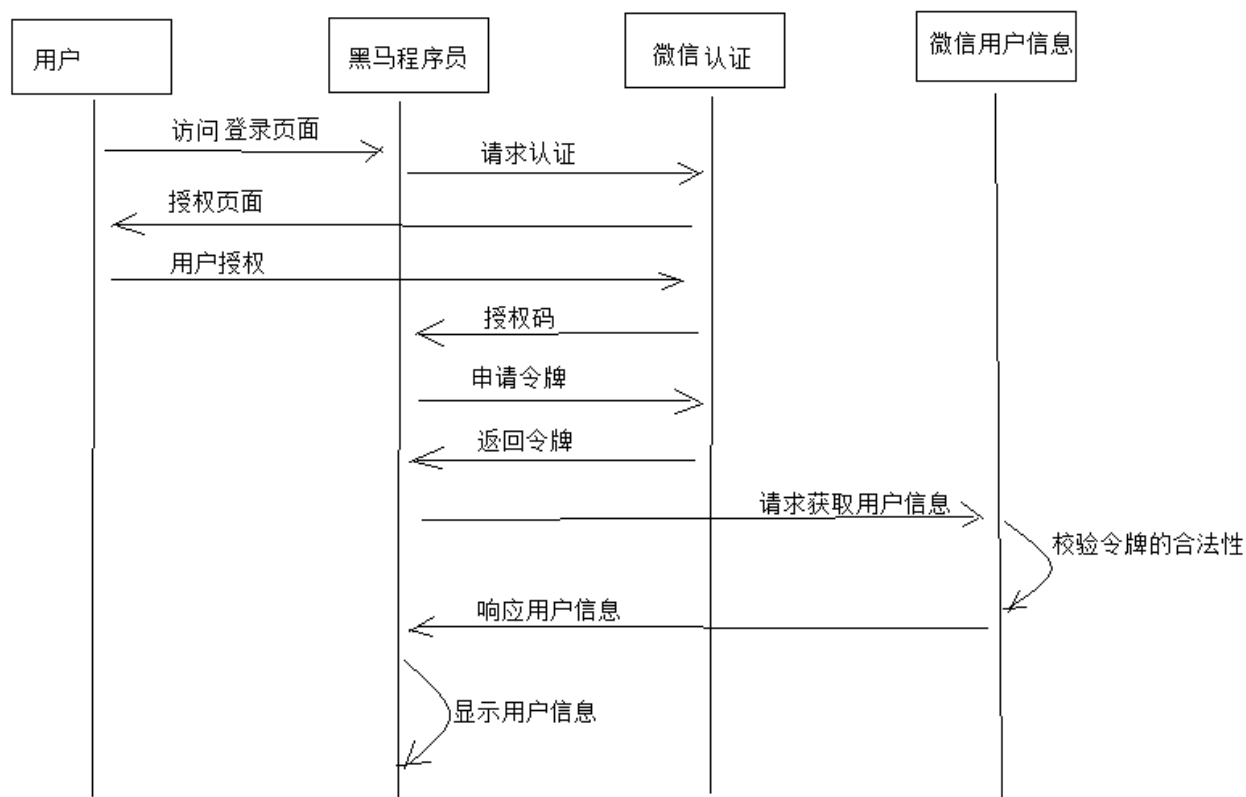 用户
黑马程序员
微信认证
微信用户信息
访问登录页面
请求认证
授权页面
用户授权
授权码
申请令牌
返回令牌
请求获取用户信息
校验令牌的合法性
响应用户信息
显示用户信息